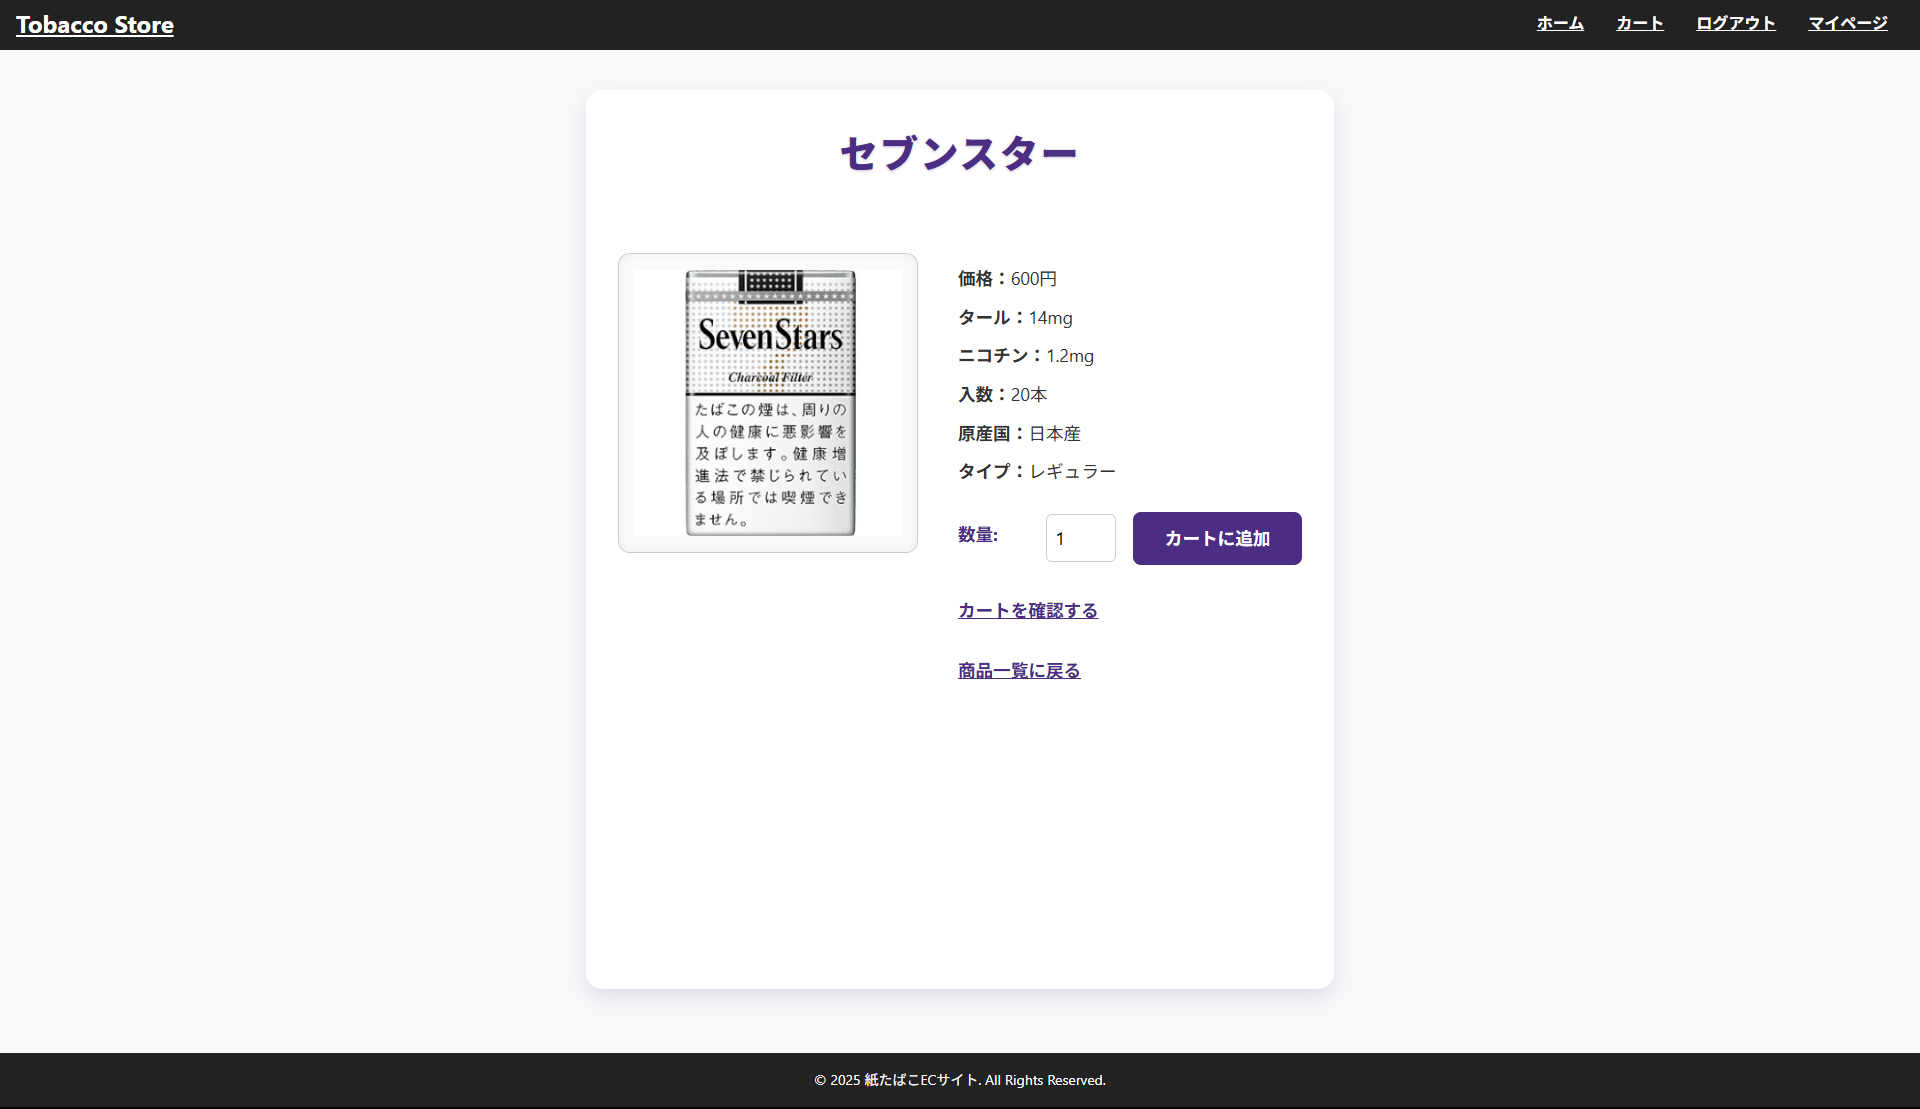 Tobacco Store
ホーム カート ログアウト マイページ
セブンスター
SevenStars
Charcoal Filter
たばこの煙は、周りの
人の健康に悪影響を
及ぼします。健康増
進法で禁じられてい
る場所では喫煙でき
ません。
価格：600円
タール：14mg
ニコチン：1.2mg
入数：20本
原産国：日本産
タイプ：レギュラー
数量: 1 カートに追加
カートを確認する
商品一覧に戻る
© 2025 紙たばこECサイト. All Rights Reserved.